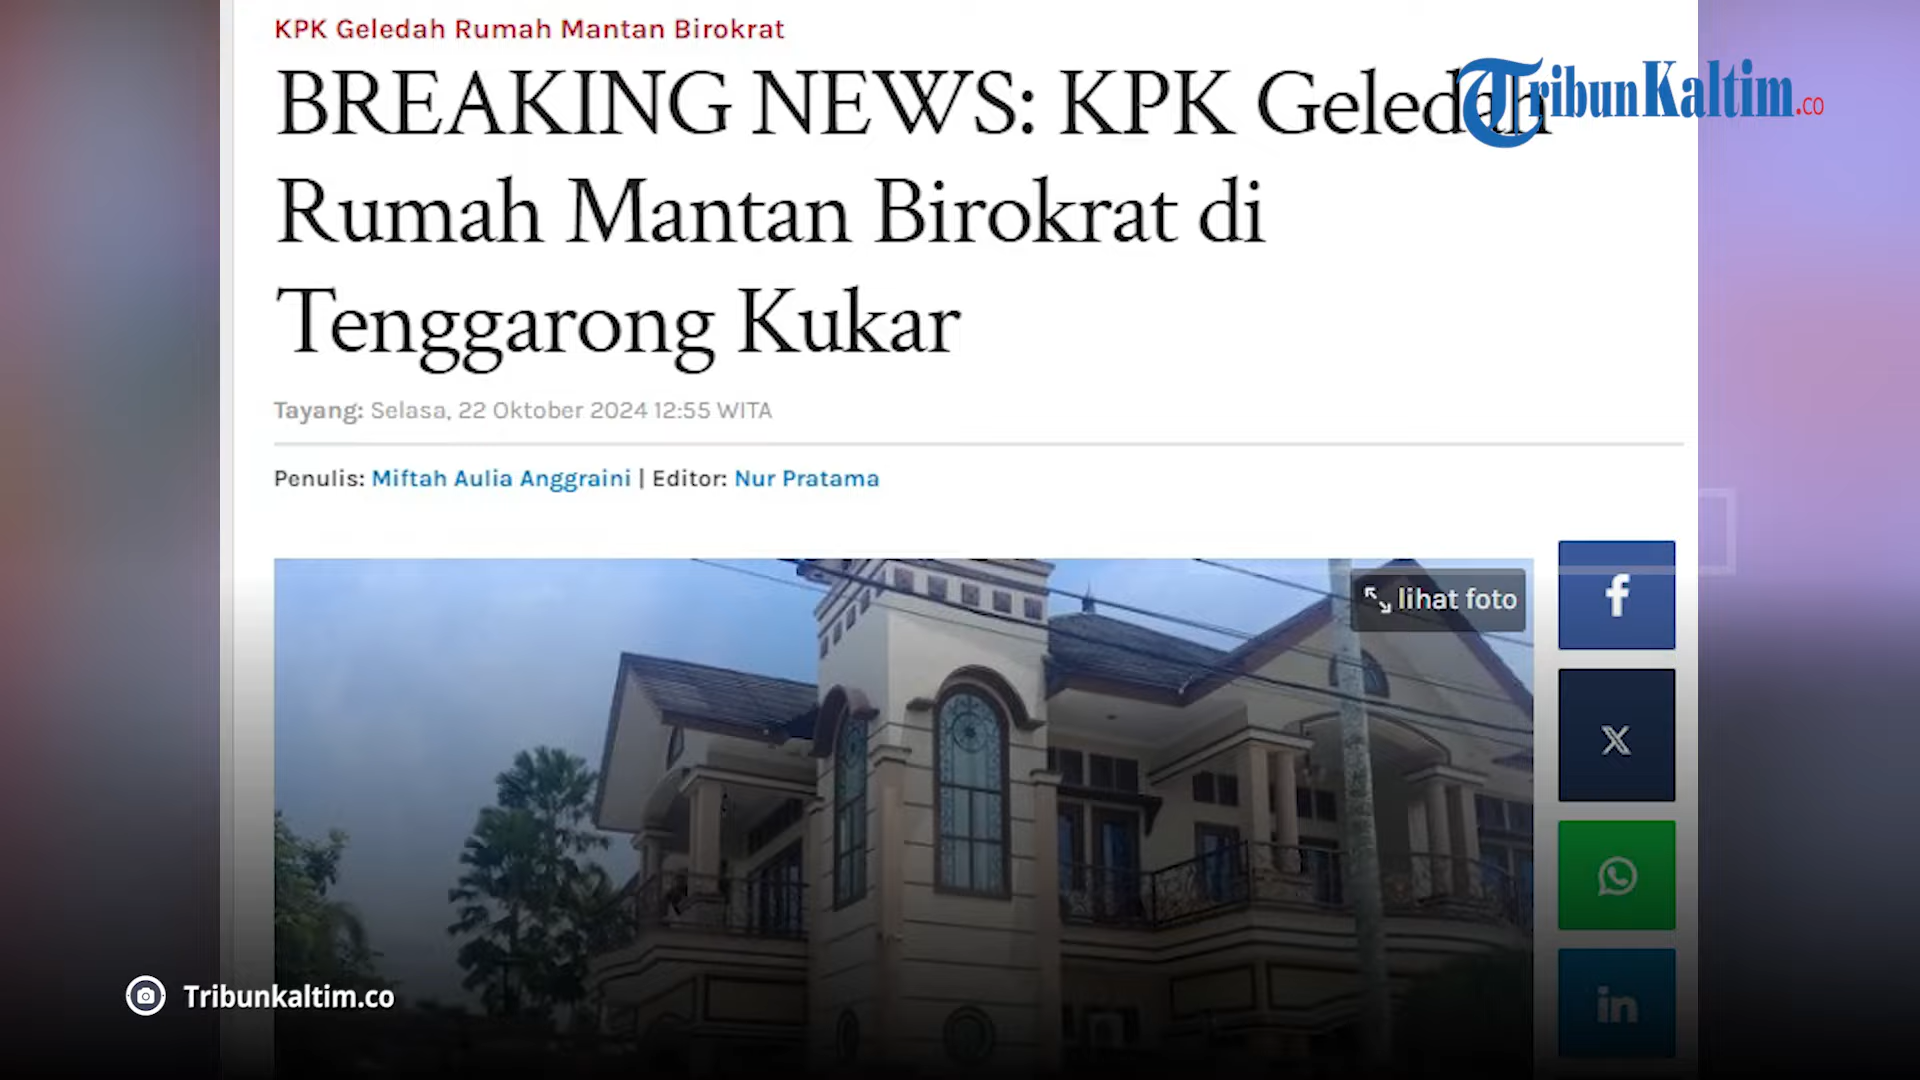 KPK Geledah Rumah Mantan Birokrat
BREAKING NEWS: KPK Geledah
TribunKaltim.co
Rumah Mantan Birokrat di
Tenggarong Kukar
Tayang: Selasa, 22 Oktober 2024 12:55 WITA
Penulis: Miftah Aulia Anggraini | Editor: Nur Pratama
lihat foto
f
X
in
Tribunkaltim.co